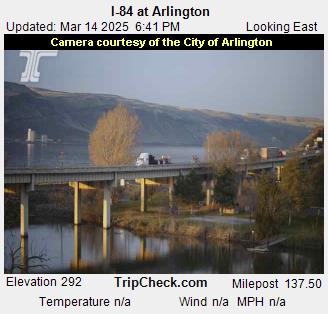 I-84 at Arlington
Updated: Mar 14 2025 6:41 PM Looking East
Camera courtesy of the City of Arlington
Elevation 292 TripCheck.com Milepost 137.50
Temperature n/a Wind n/a MPH n/a